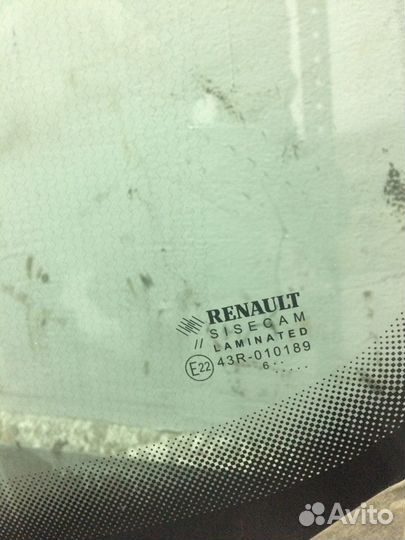 RENAULT
SISECAM
// LAMINATED
E22 43R-010189
6.......
Avito